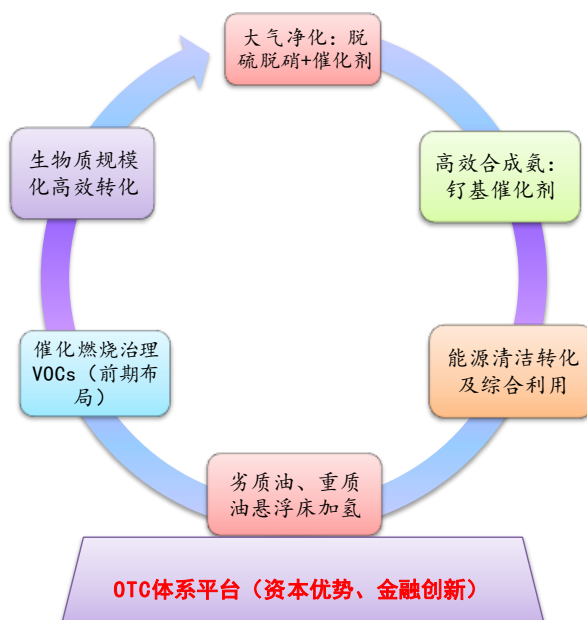 大气净化：脱
硫脱硝+催化剂
高效合成氨：
钌基催化剂
能源清洁转化
及综合利用
劣质油、重质
油悬浮床加氢
催化燃烧治理
VOCs（前期布
局）
生物质规模
化高效转化
OTC体系平台（资本优势、金融创新）